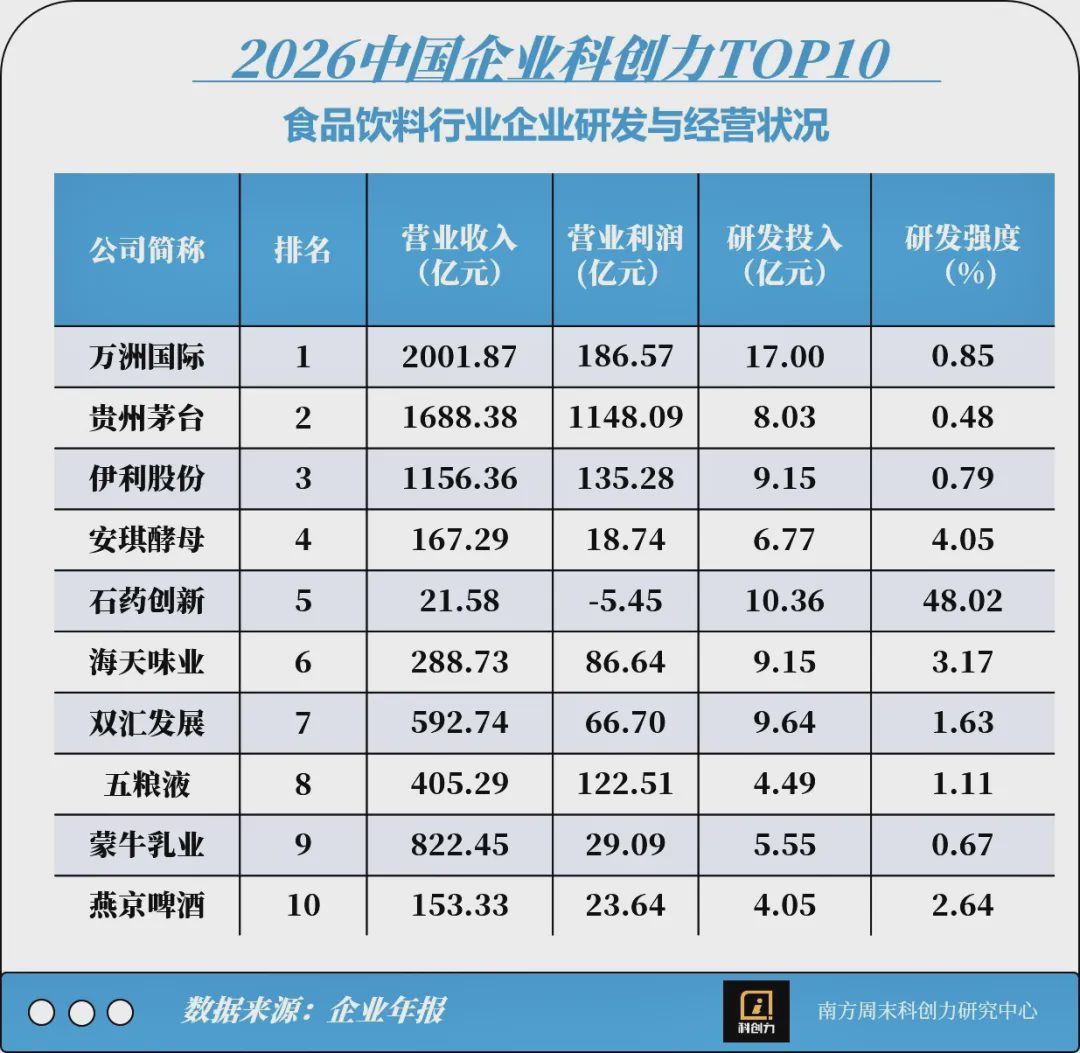 2026中国企业科创力TOP10
食品饮料行业企业研发与经营状况
公司简称 排名 营业收入（亿元） 营业利润（亿元） 研发投入（亿元） 研发强度（%）
万洲国际 1 2001.87 186.57 17.00 0.85
贵州茅台 2 1688.38 1148.09 8.03 0.48
伊利股份 3 1156.36 135.28 9.15 0.79
安琪酵母 4 167.29 18.74 6.77 4.05
石药创新 5 21.58 -5.45 10.36 48.02
海天味业 6 288.73 86.64 9.15 3.17
双汇发展 7 592.74 66.70 9.64 1.63
五粮液 8 405.29 122.51 4.49 1.11
蒙牛乳业 9 822.45 29.09 5.55 0.67
燕京啤酒 10 153.33 23.64 4.05 2.64
数据来源：企业年报
科创力
南方周末科创力研究中心